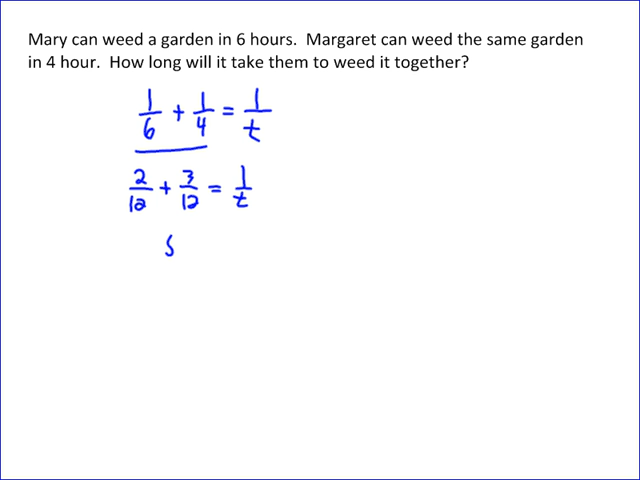 Mary can weed a garden in 6 hours.  Margaret can weed the same garden
in 4 hour.  How long will it take them to weed it together?
1/6 + 1/4 = 1/t
2/12 + 3/12 = 1/t
5